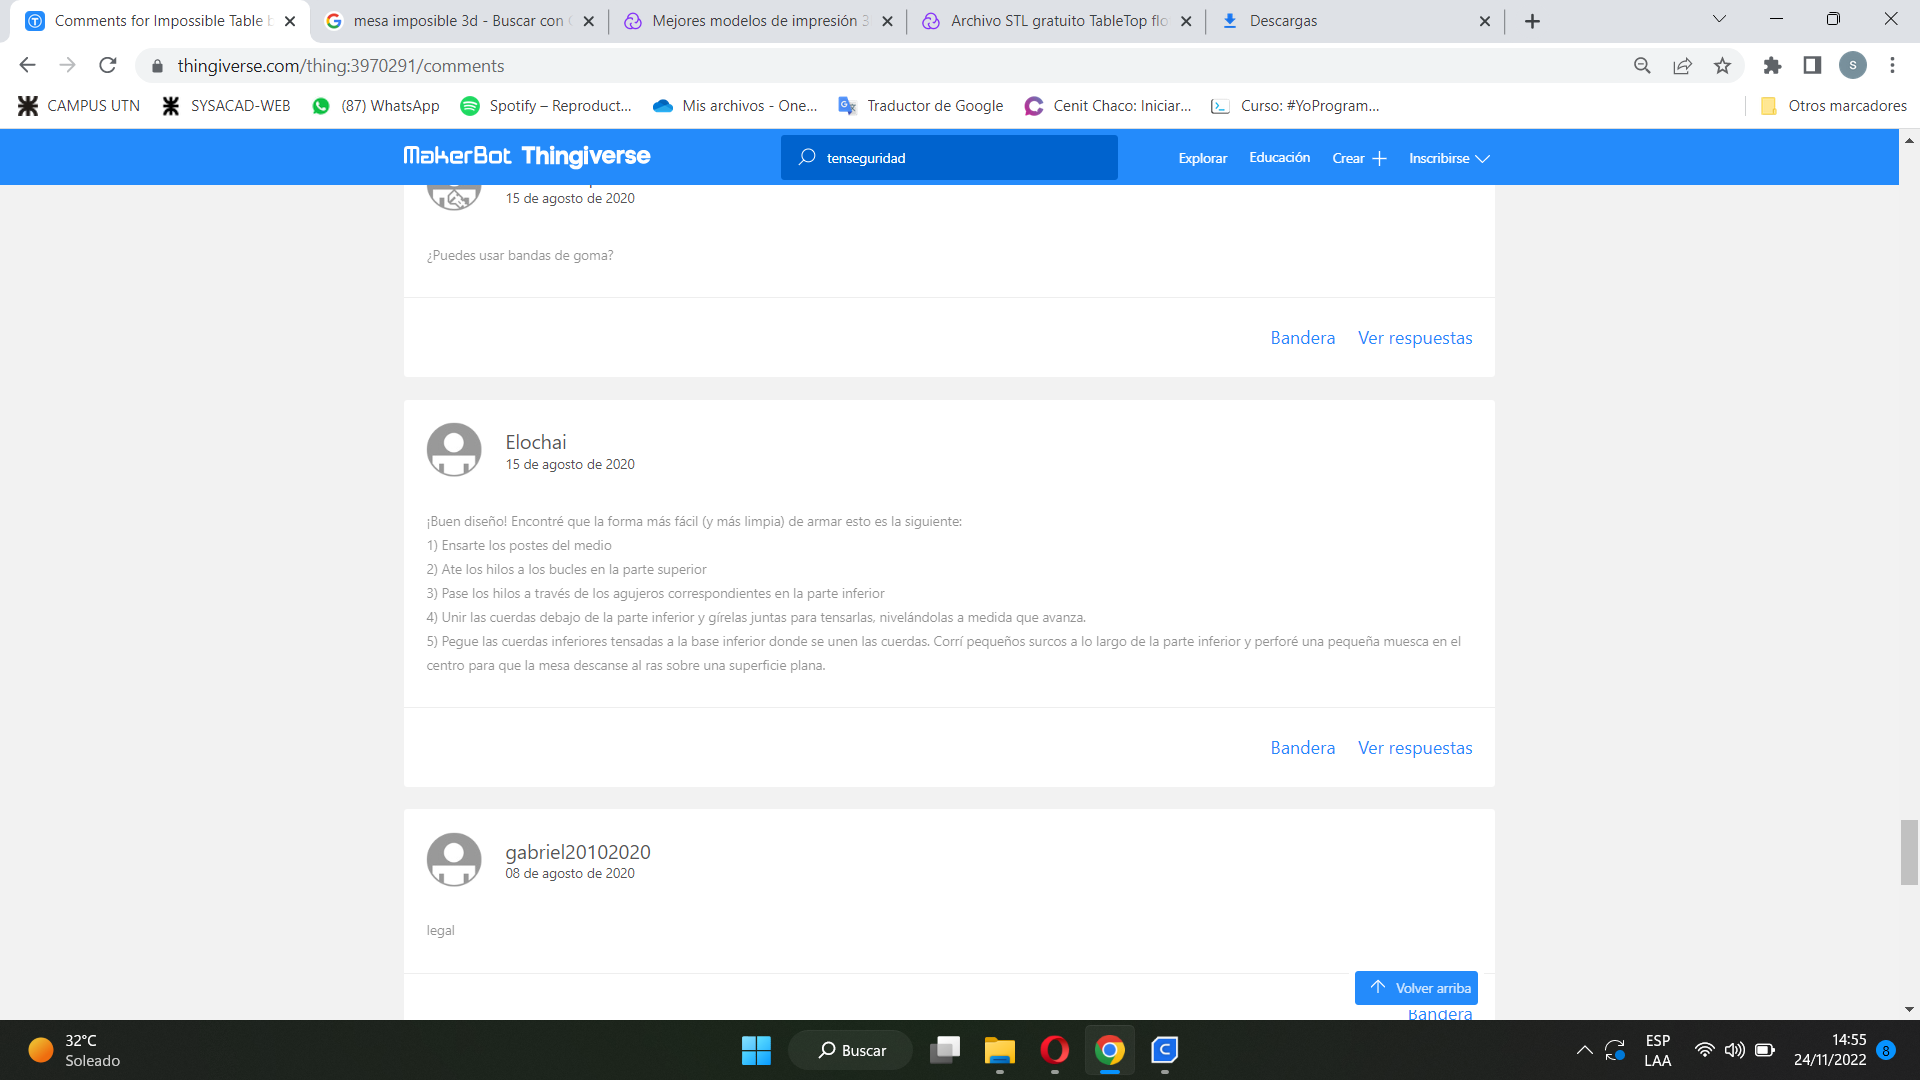 Comments for Impossible Table b
mesa imposible 3d - Buscar con
Mejores modelos de impresión 3
Archivo STL gratuito TableTop flo
Descargas
thingiverse.com/thing:3970291/comments
S
CAMPUS UTN
SYSACAD-WEB
(87) WhatsApp
Spotify – Reproduct...
Mis archivos - One...
Traductor de Google
Cenit Chaco: Iniciar...
Curso: #YoProgram...
Otros marcadores
MakerBot Thingiverse
tenseguridad
Explorar
Educación
Crear
Inscribirse
15 de agosto de 2020
¿Puedes usar bandas de goma?
Bandera Ver respuestas
Elochai
15 de agosto de 2020
¡Buen diseño! Encontré que la forma más fácil (y más limpia) de armar esto es la siguiente:
1) Ensarte los postes del medio
2) Ate los hilos a los bucles en la parte superior
3) Pase los hilos a través de los agujeros correspondientes en la parte inferior
4) Unir las cuerdas debajo de la parte inferior y gírelas juntas para tensarlas, nivelándolas a medida que avanza.
5) Pegue las cuerdas inferiores tensadas a la base inferior donde se unen las cuerdas. Corrí pequeños surcos a lo largo de la parte inferior y perforé una pequeña muesca en el
centro para que la mesa descanse al ras sobre una superficie plana.
Bandera Ver respuestas
gabriel20102020
08 de agosto de 2020
legal
Volver arriba
Bandera
32°C
Soleado
Buscar
ESP
LAA
14:55
24/11/2022
8